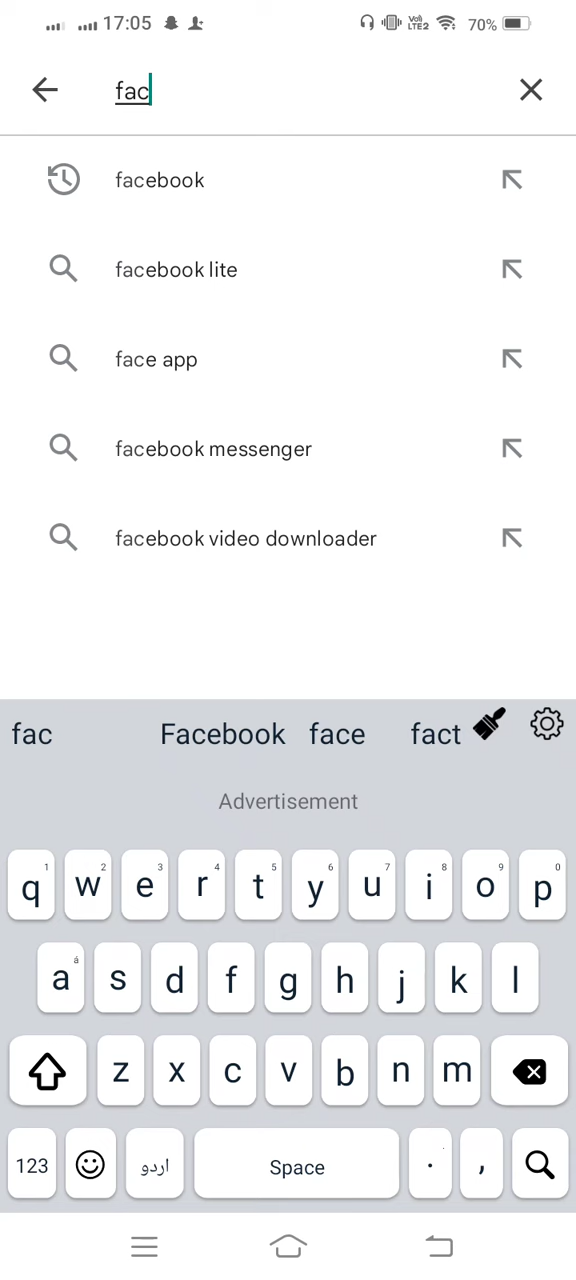 17:05 Vo)) LTE2 70%
fac
facebook
facebook lite
face app
facebook messenger
facebook video downloader
fac Facebook face fact
Advertisement
1 2 3 4 5 6 7 8 9 0
q w e r t y u i o p
á
a s d f g h j k l
z x c v b n m
123 اردو Space . ,